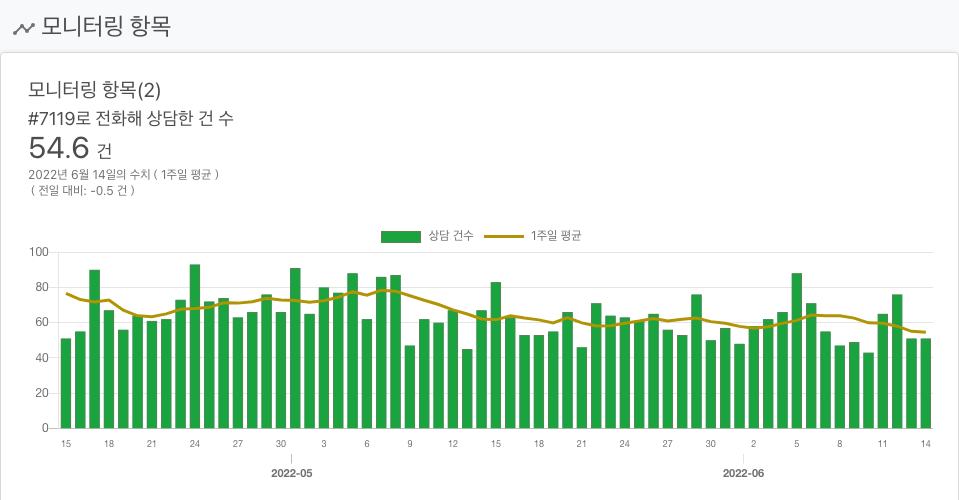 모니터링 항목
모니터링 항목(2)
#7119로 전화해 상담한 건 수
54.6 건
2022년 6월 14일의 수치 ( 1주일 평균 )
( 전일 대비: -0.5 건 )
상담 건수 1주일 평균
100
80
60
40
20
0
15 18 21 24 27 30 3 6 9 12 15 18 21 24 27 30 2 5 8 11 14
2022-05 2022-06